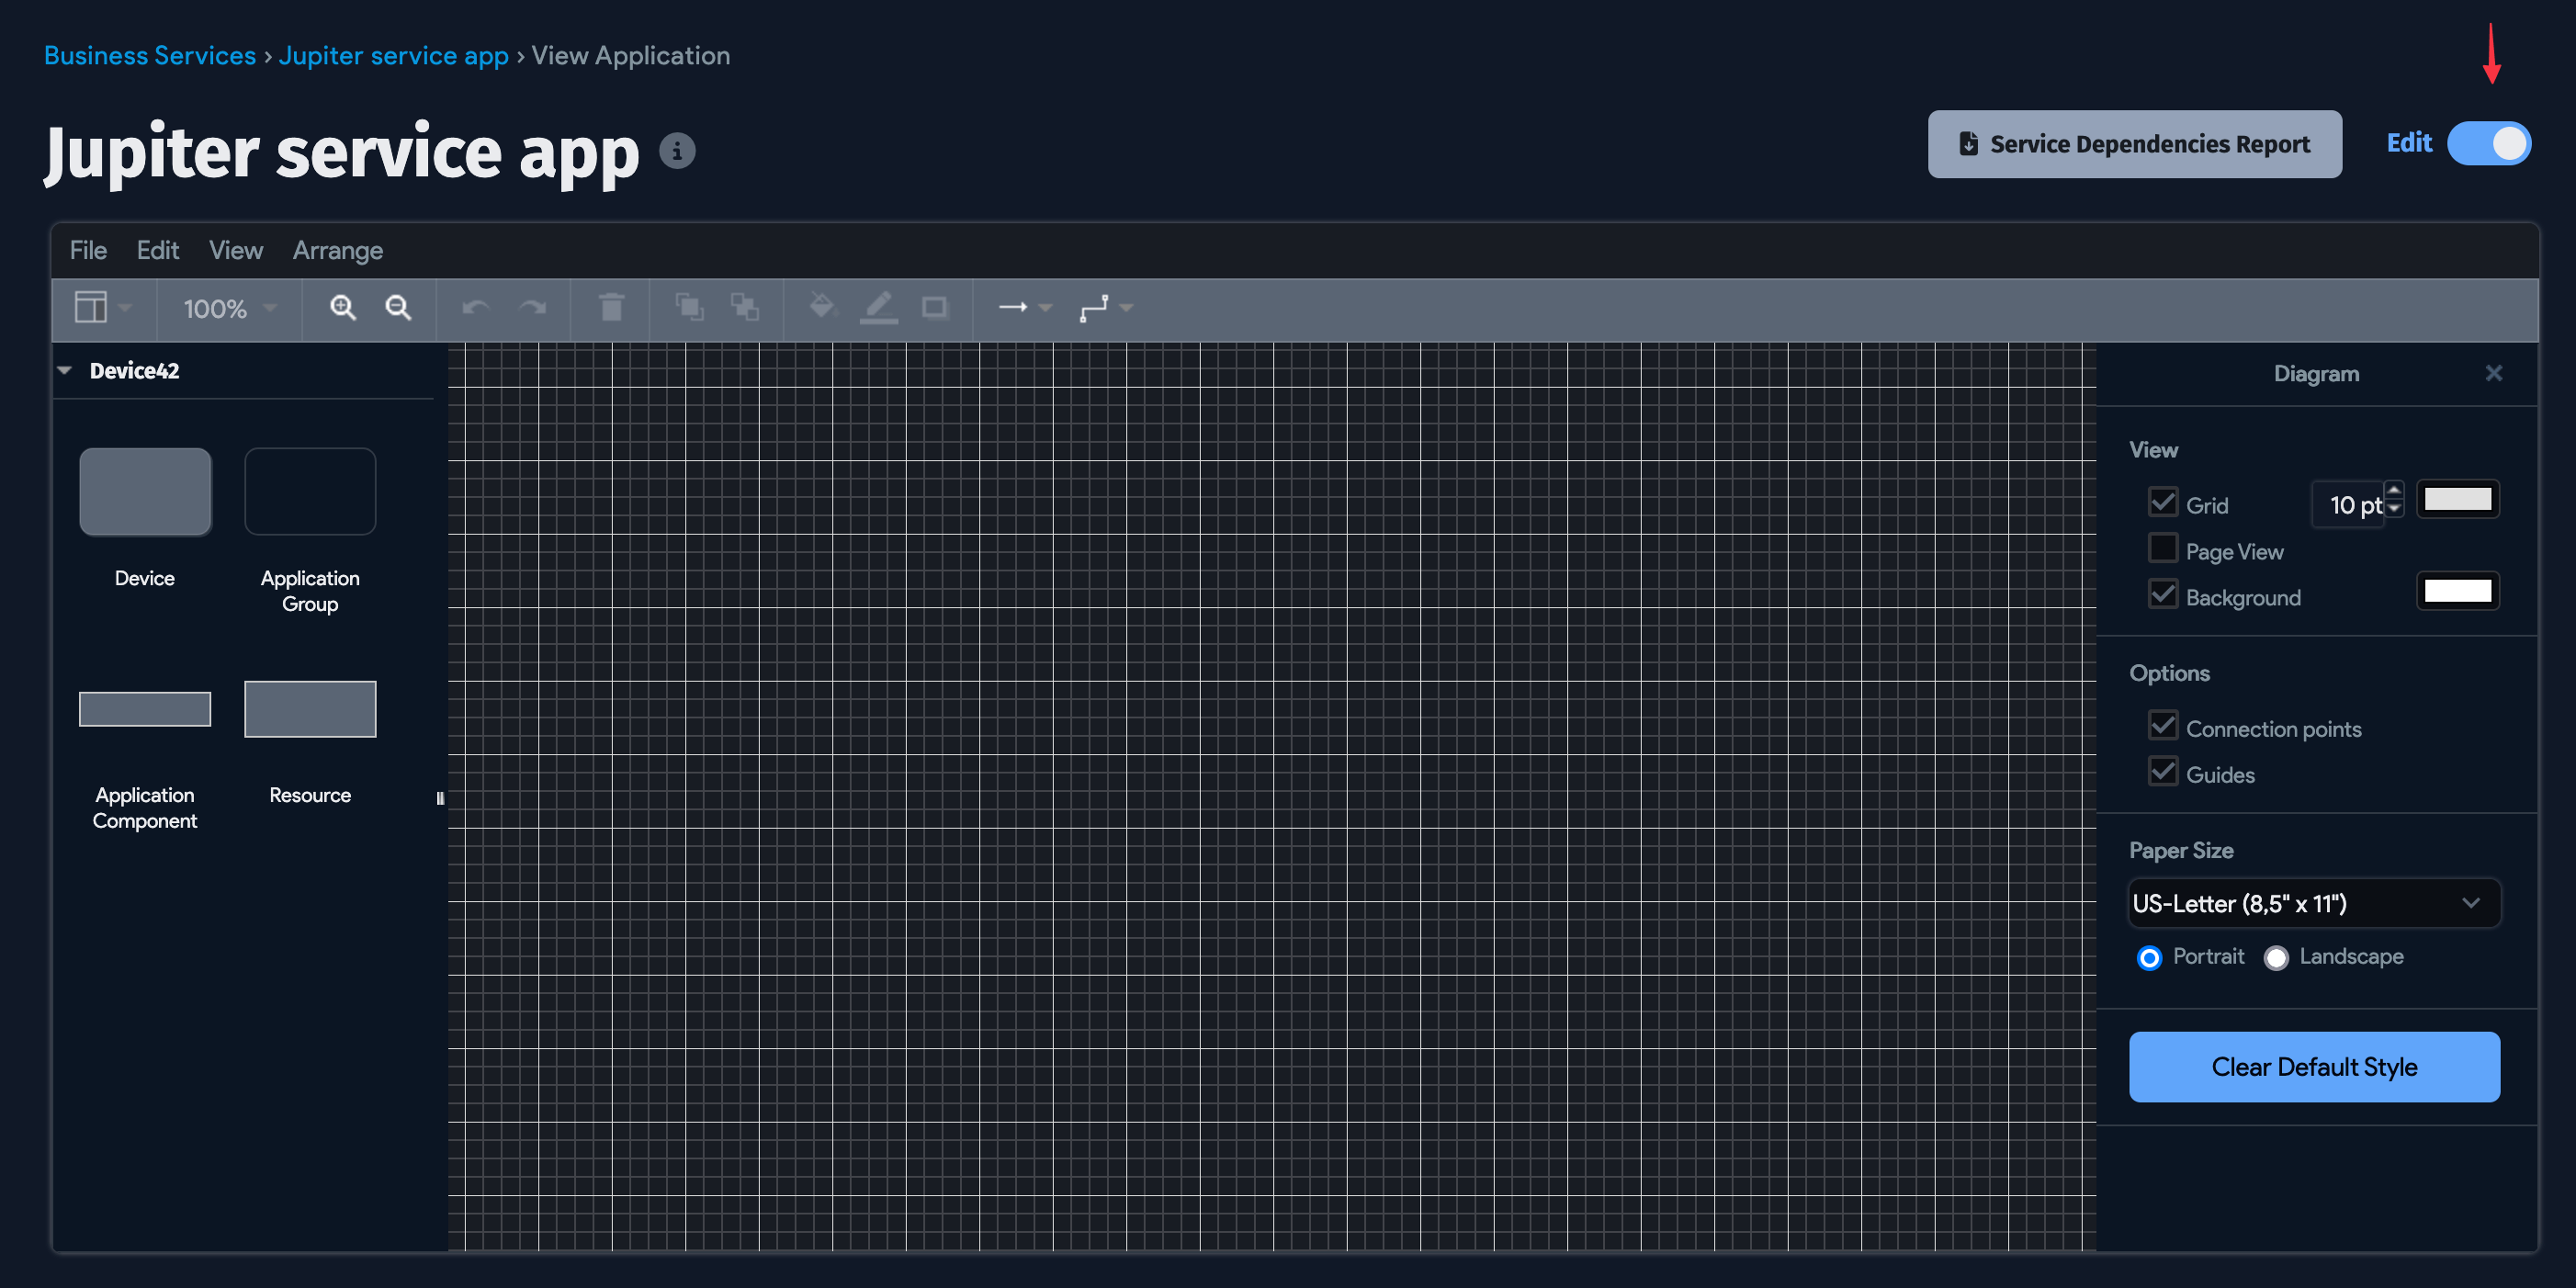 Business Services › Jupiter service app › View Application
Jupiter service app
Service Dependencies Report
Edit
File Edit View Arrange
100%
Device42
Device
Application
Group
Application
Component
Resource
Diagram
View
Grid
10 pt
Page View
Background
Options
Connection points
Guides
Paper Size
US-Letter (8,5" x 11")
Portrait
Landscape
Clear Default Style